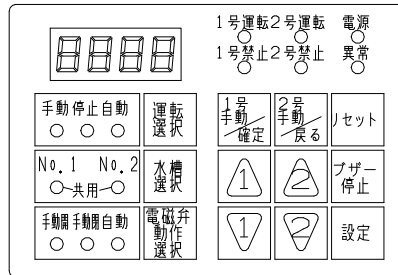 1号運転 2号運転 電源
1号禁止 2号禁止 異常
8888
手動 停止 自動
運転
選択
1号
手動/確定
2号
手動/戻る
リセット
No.1 No.2
共用
水槽
選択
1
2
ブザー
停止
手動開 手動閉 自動
電磁弁
動作
選択
1
2
設定